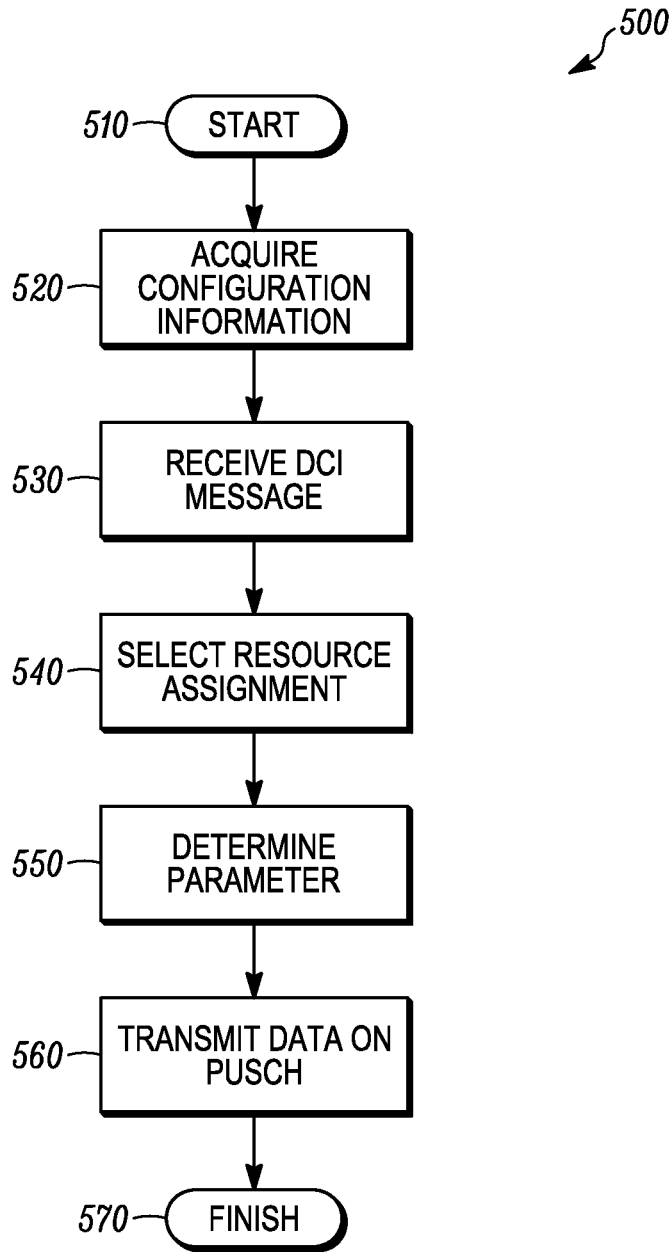 500
510
START
520
ACQUIRE
CONFIGURATION
INFORMATION
530
RECEIVE DCI
MESSAGE
540
SELECT RESOURCE
ASSIGNMENT
550
DETERMINE
PARAMETER
560
TRANSMIT DATA ON
PUSCH
570
FINISH